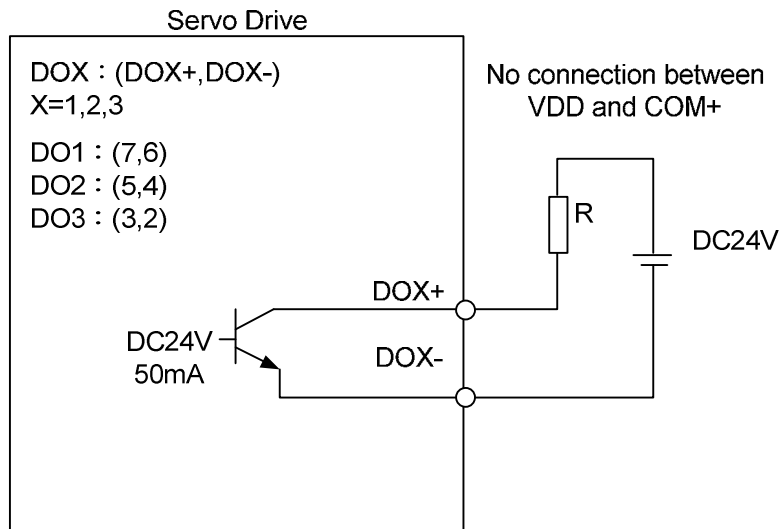 Servo Drive
DOX：(DOX+,DOX-)
X=1,2,3
DO1：(7,6)
DO2：(5,4)
DO3：(3,2)
No connection between
VDD and COM+
R
DC24V
DOX+
DC24V
50mA
DOX-